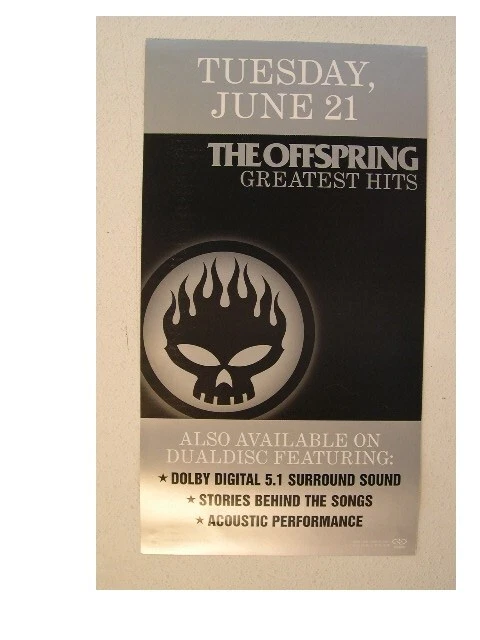 TUESDAY,
JUNE 21
THE OFFSPRING
GREATEST HITS
ALSO AVAILABLE ON
DUALDISC FEATURING:
★ DOLBY DIGITAL 5.1 SURROUND SOUND
★ STORIES BEHIND THE SONGS
★ ACOUSTIC PERFORMANCE